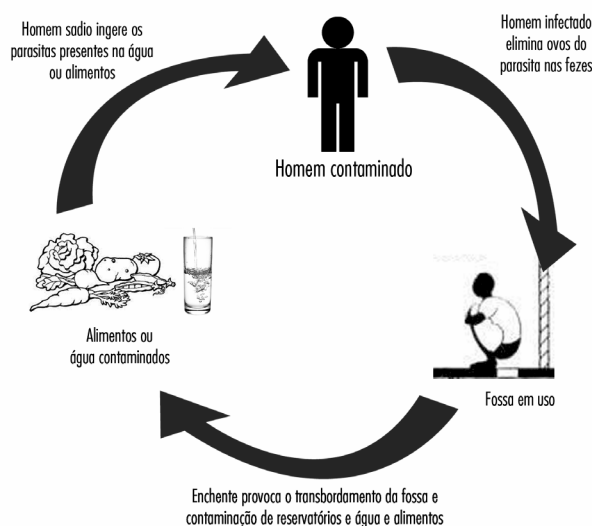 Homem sadio ingere os
parasitas presentes na água
ou alimentos
Homem infectado
elimina ovos do
parasita nas fezes
Homem contaminado
Alimentos ou
água contaminados
Fossa em uso
Enchente provoca o transbordamento da fossa e
contaminação de reservatórios e água e alimentos